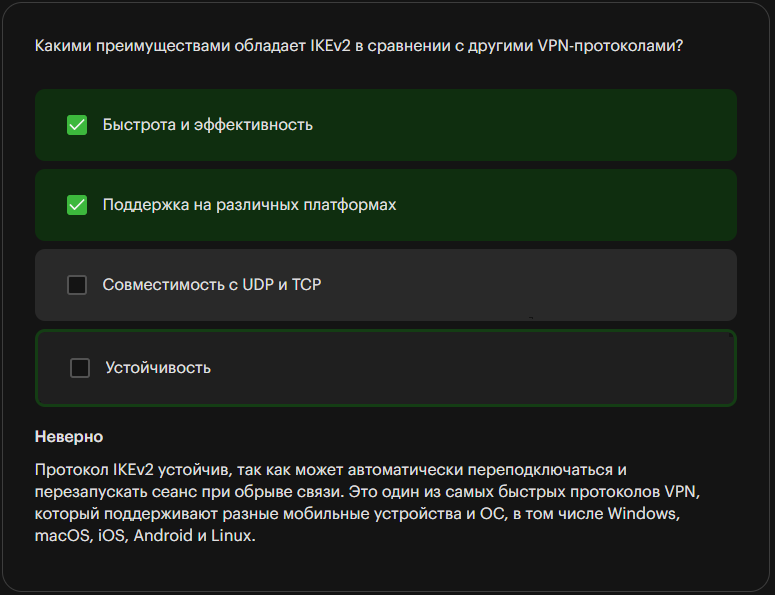 Какими преимуществами обладает IKEv2 в сравнении с другими VPN-протоколами?
Быстрота и эффективность
Поддержка на различных платформах
Совместимость с UDP и TCP
Устойчивость
Неверно
Протокол IKEv2 устойчив, так как может автоматически переподключаться и
перезапускать сеанс при обрыве связи. Это один из самых быстрых протоколов VPN,
который поддерживают разные мобильные устройства и ОС, в том числе Windows,
macOS, iOS, Android и Linux.